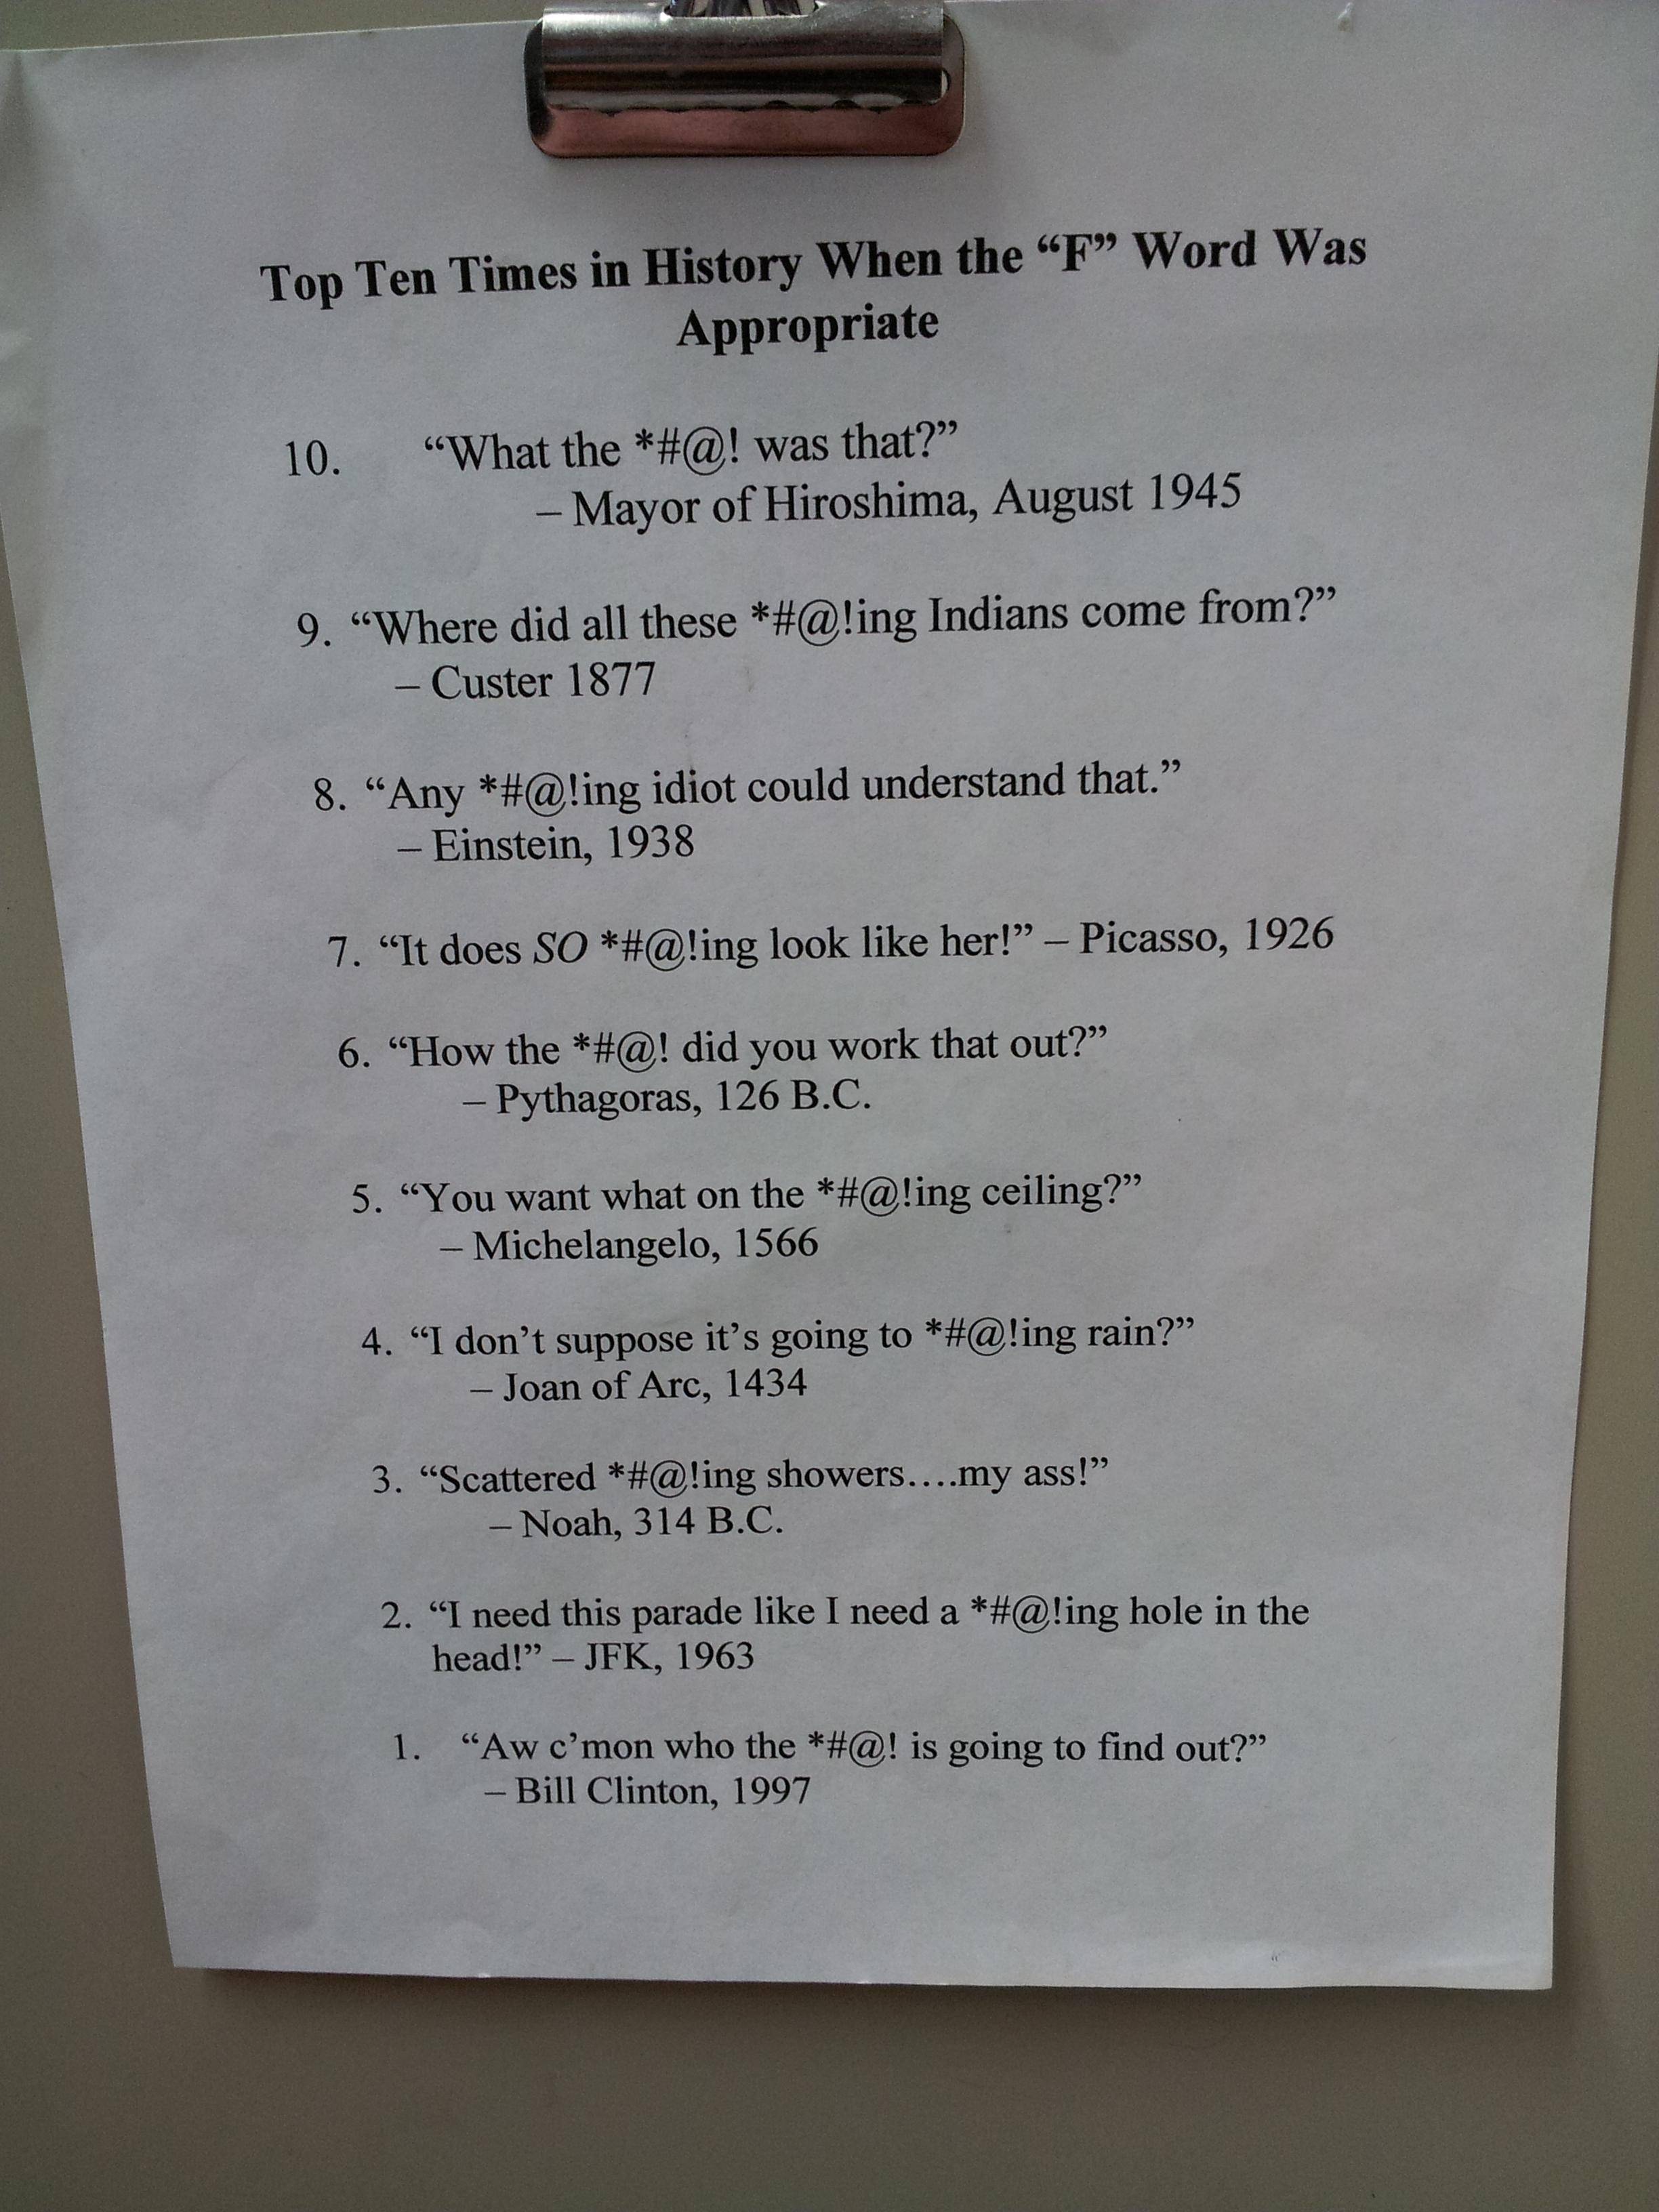 Top Ten Times in History When the “F” Word Was
Appropriate
10. “What the *#@! was that?”
– Mayor of Hiroshima, August 1945
9. “Where did all these *#@!ing Indians come from?”
– Custer 1877
8. “Any *#@!ing idiot could understand that.”
– Einstein, 1938
7. “It does SO *#@!ing look like her!” – Picasso, 1926
6. “How the *#@! did you work that out?”
– Pythagoras, 126 B.C.
5. “You want what on the *#@!ing ceiling?”
– Michelangelo, 1566
4. “I don’t suppose it’s going to *#@!ing rain?”
– Joan of Arc, 1434
3. “Scattered *#@!ing showers….my ass!”
– Noah, 314 B.C.
2. “I need this parade like I need a *#@!ing hole in the
head!” – JFK, 1963
1. “Aw c’mon who the *#@! is going to find out?”
– Bill Clinton, 1997